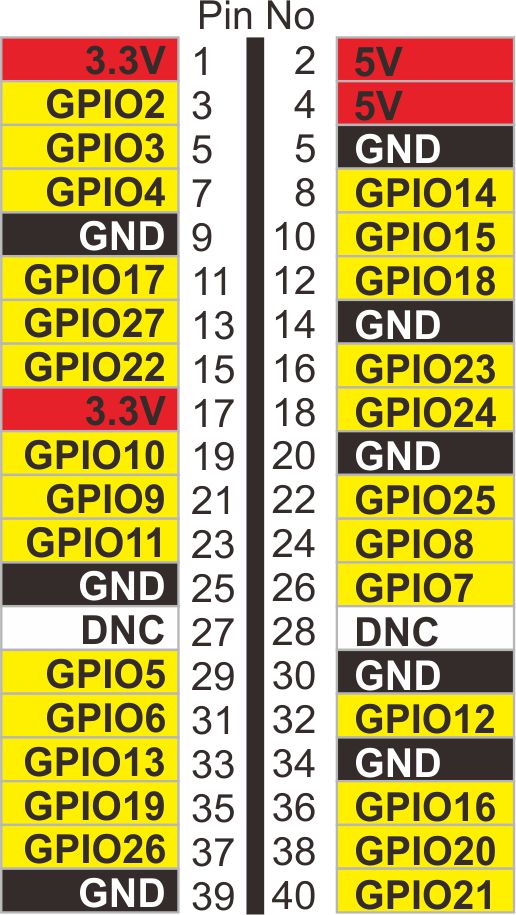 Pin No
3.3V 1 2 5V
GPIO2 3 4 5V
GPIO3 5 5 GND
GPIO4 7 8 GPIO14
GND 9 10 GPIO15
GPIO17 11 12 GPIO18
GPIO27 13 14 GND
GPIO22 15 16 GPIO23
3.3V 17 18 GPIO24
GPIO10 19 20 GND
GPIO9 21 22 GPIO25
GPIO11 23 24 GPIO8
GND 25 26 GPIO7
DNC 27 28 DNC
GPIO5 29 30 GND
GPIO6 31 32 GPIO12
GPIO13 33 34 GND
GPIO19 35 36 GPIO16
GPIO26 37 38 GPIO20
GND 39 40 GPIO21